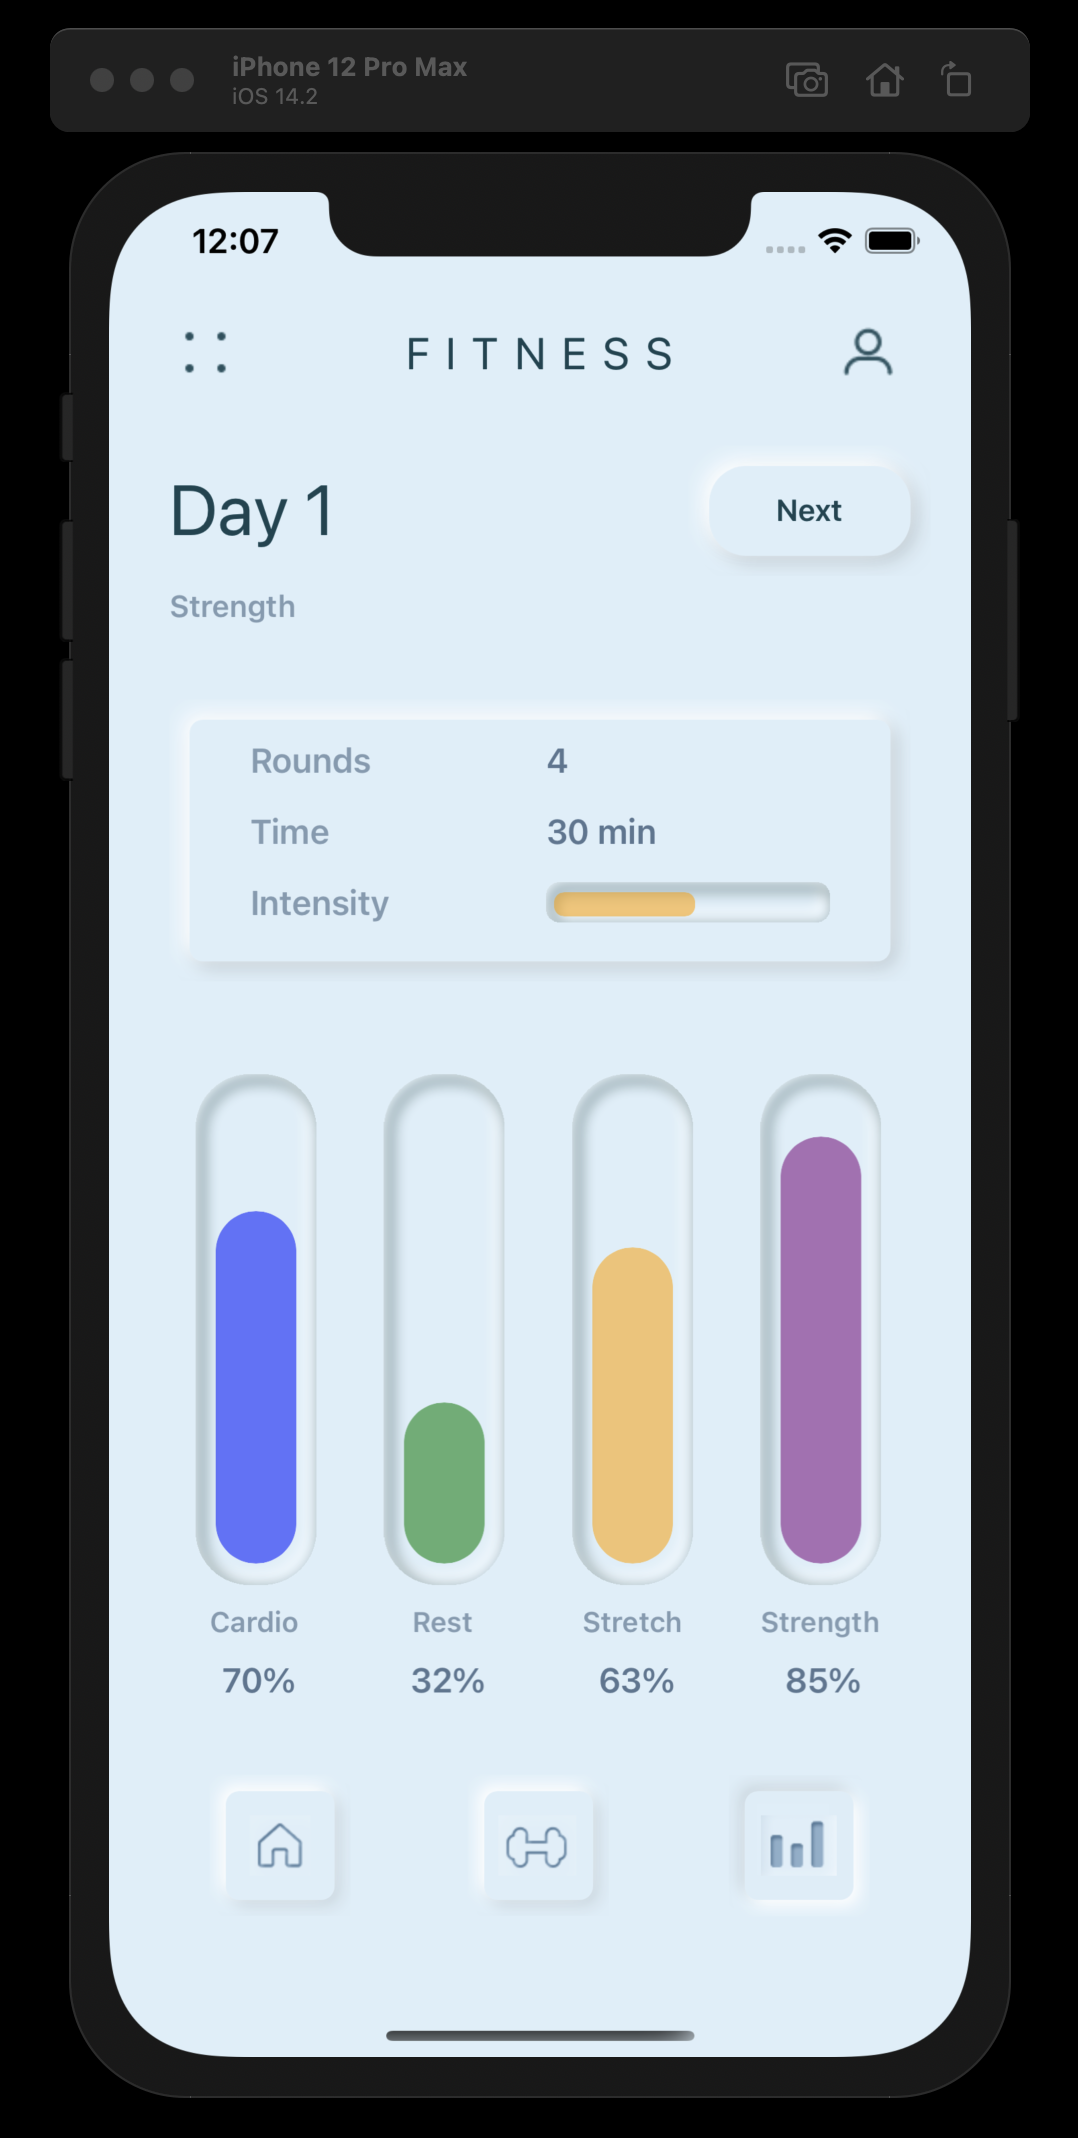 iPhone 12 Pro Max
iOS 14.2
12:07
FITNESS
Day 1
Next
Strength
Rounds 4
Time 30 min
Intensity
Cardio Rest Stretch Strength
70% 32% 63% 85%